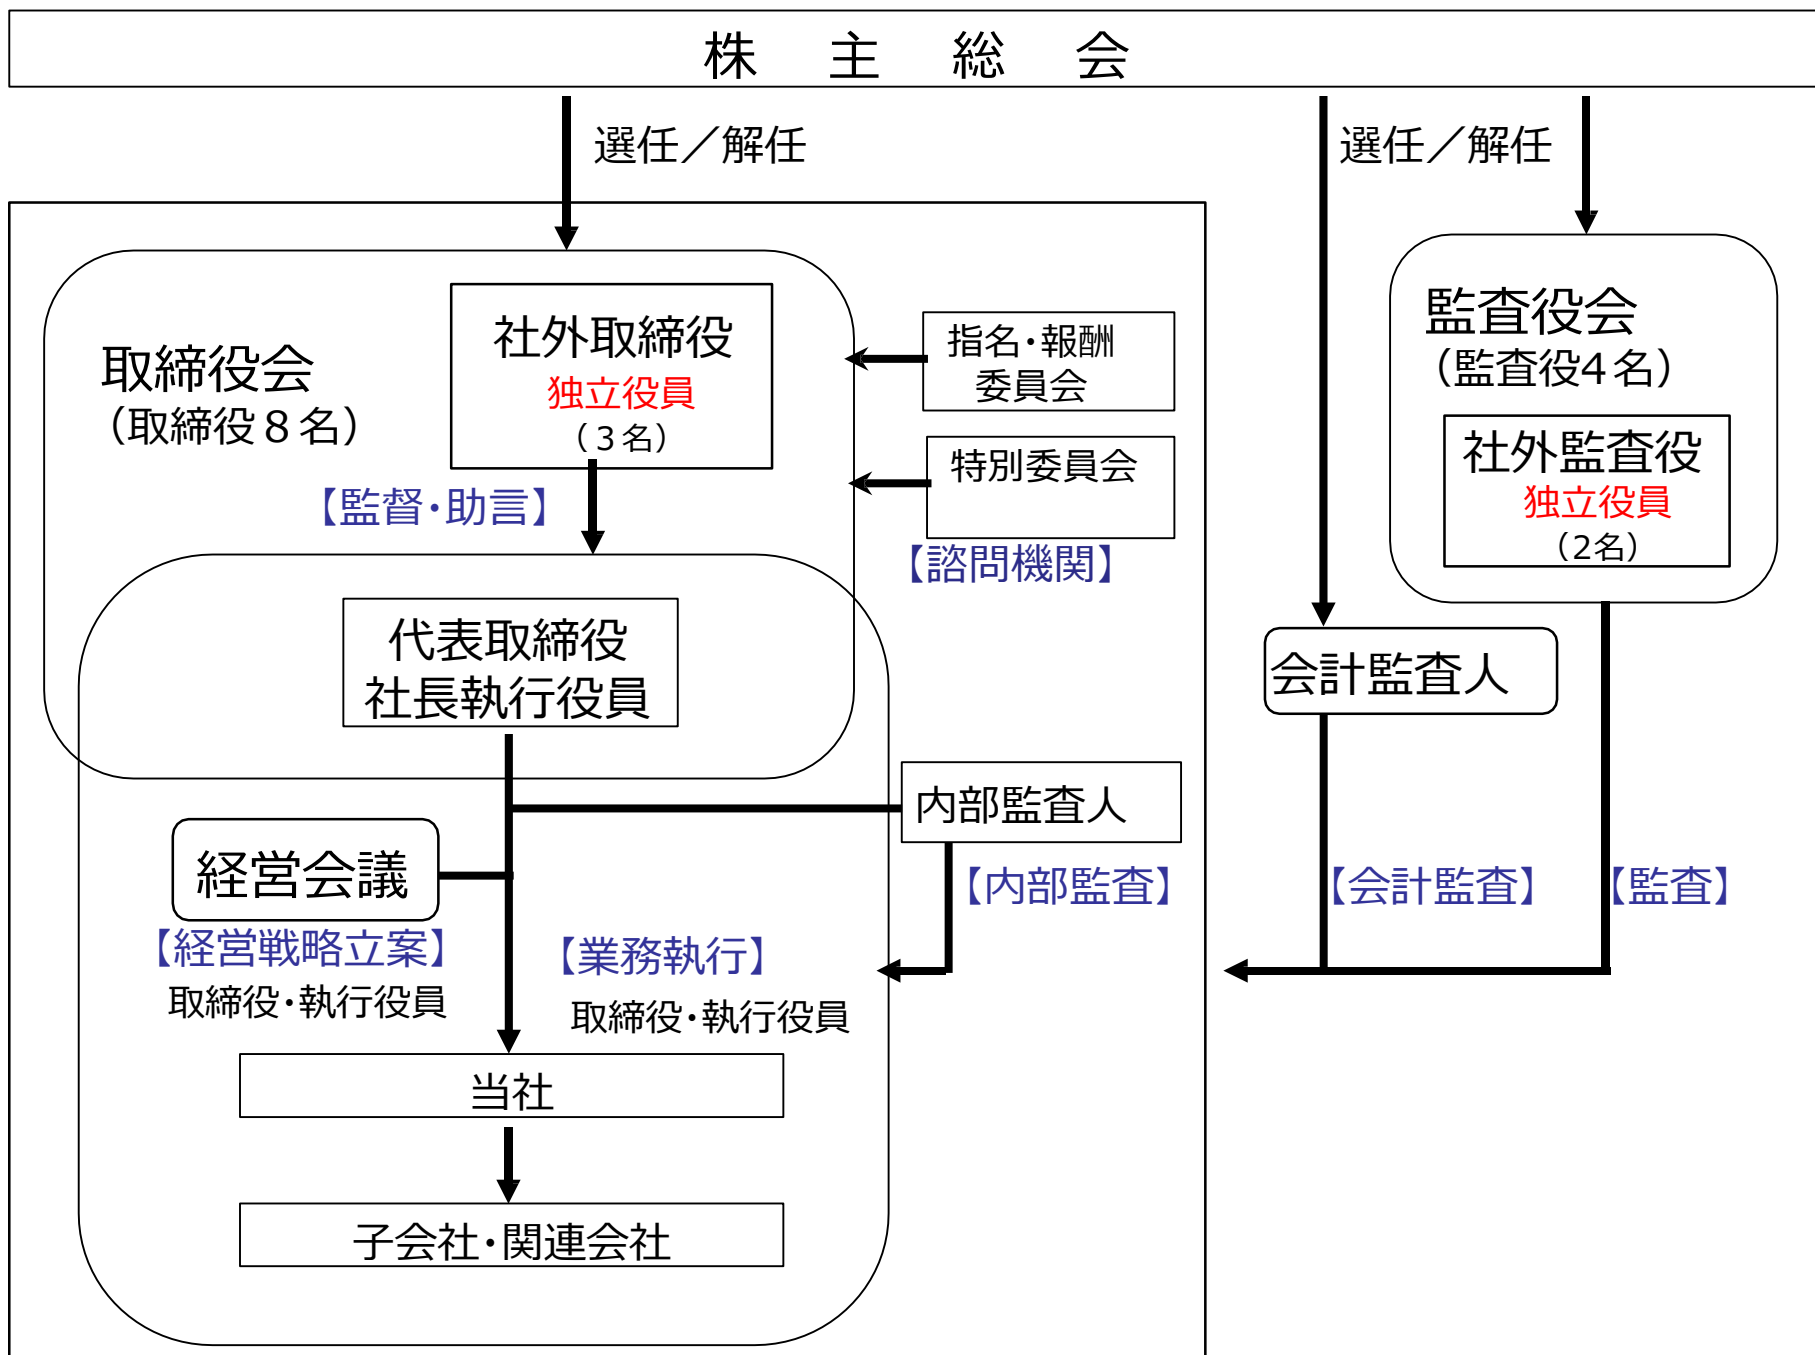 株 主 総 会
選任／解任
選任／解任
取締役会
（取締役８名）
社外取締役
独立役員
（３名）
指名・報酬
委員会
特別委員会
【諮問機関】
【監督・助言】
監査役会
（監査役4名）
社外監査役
独立役員
（2名）
代表取締役
社長執行役員
会計監査人
内部監査人
経営会議
【内部監査】
【会計監査】
【監査】
【経営戦略立案】
取締役・執行役員
【業務執行】
取締役・執行役員
当社
子会社・関連会社